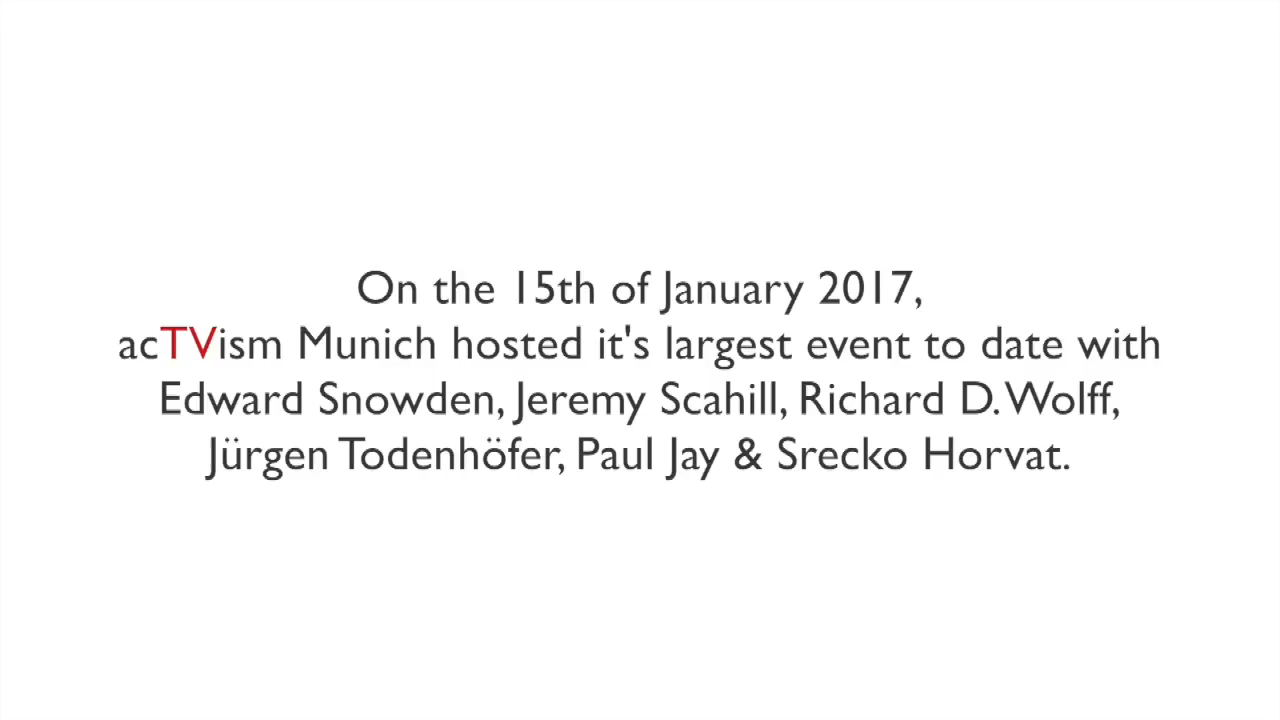 On the 15th of January 2017,
acTVism Munich hosted it's largest event to date with
Edward Snowden, Jeremy Scahill, Richard D. Wolff,
Jürgen Todenhöfer, Paul Jay & Srecko Horvat.